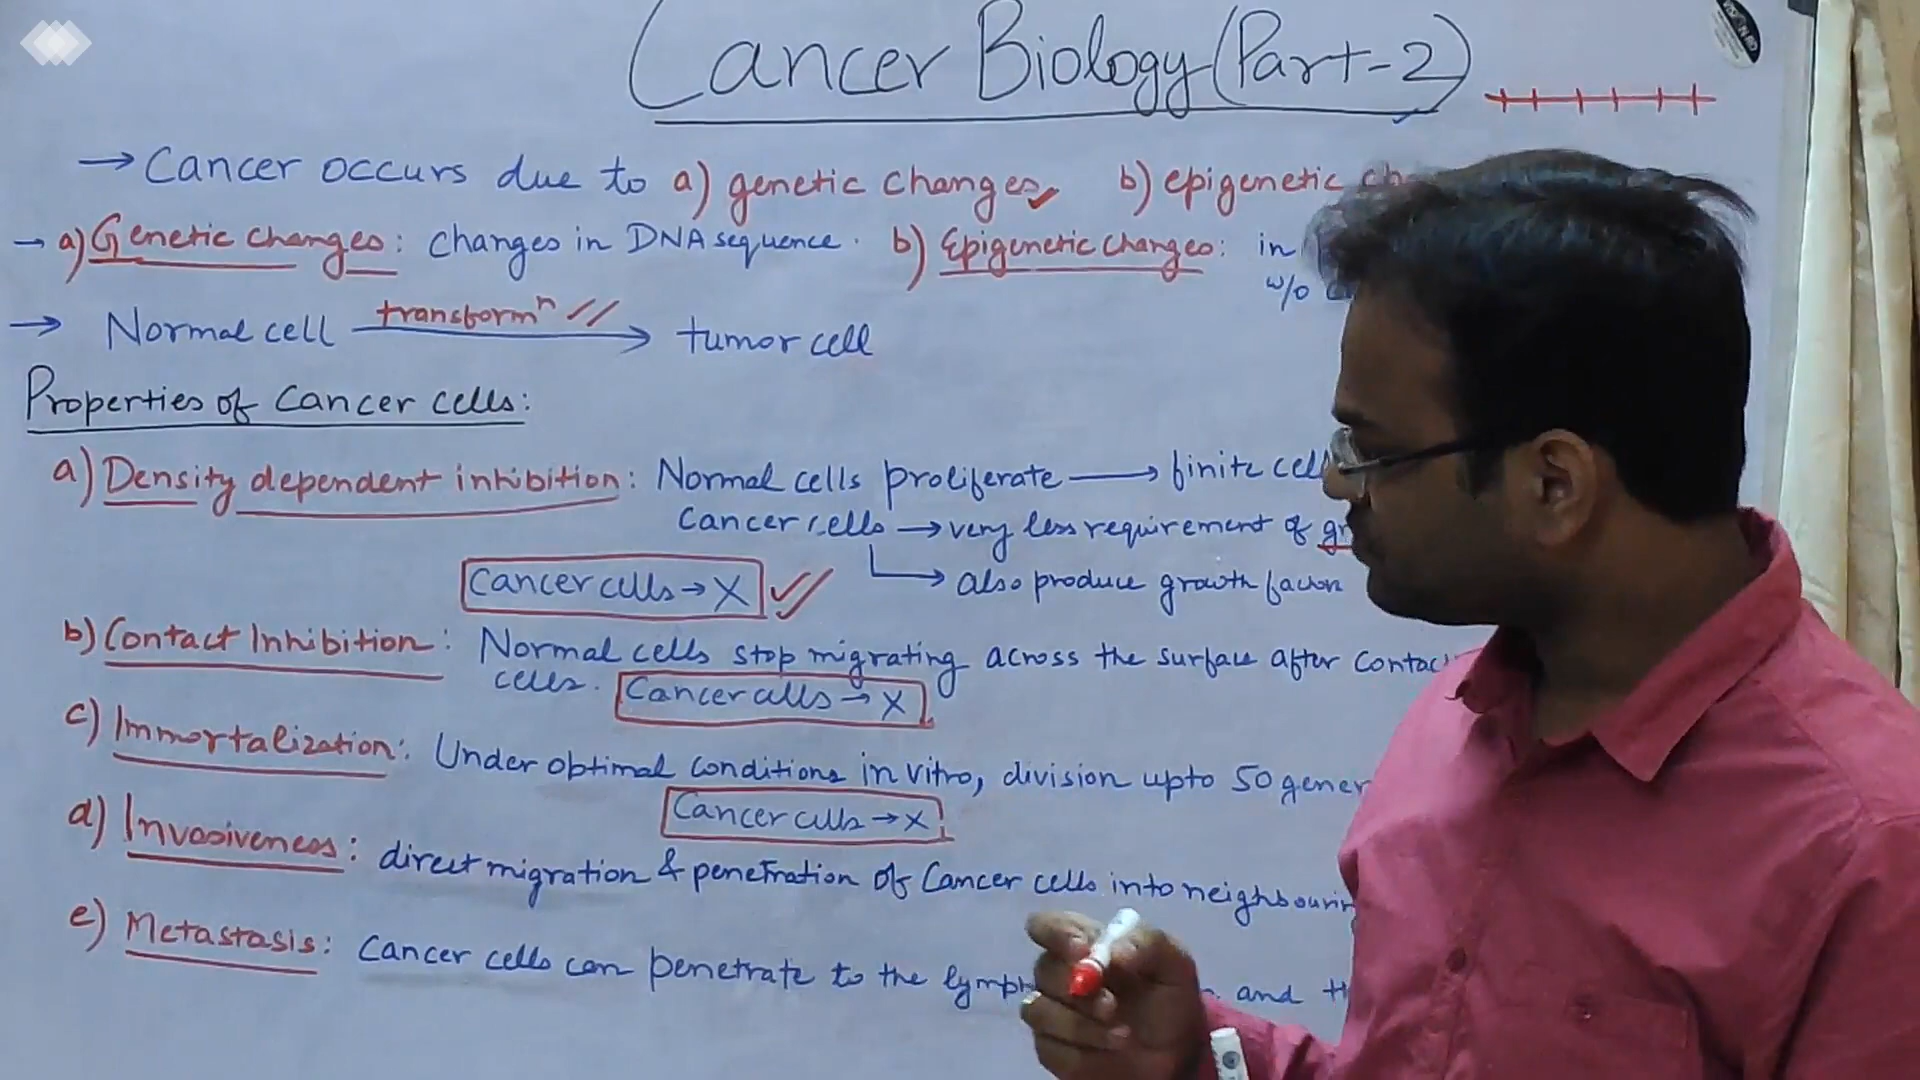 Cancer Biology (Part-2)
→ Cancer occurs due to a) genetic changes b) epigenetic
→ a) Genetic changes: changes in DNA sequence. b) Epigenetic changes: in
w/o
→ Normal cell transformⁿ → tumor cell
Properties of Cancer cells:
a) Density dependent inhibition: Normal cells proliferate → finite cell
Cancer cells → very less requirement of
→ also produce growth factor
Cancer cells → X
b) Contact Inhibition: Normal cells stop migrating across the surface after contact
cells. Cancer cells → X
c) Immortalization: Under optimal conditions in vitro, division upto 50 gener
Cancer cells → X
d) Invasiveness: direct migration & penetration of Cancer cells into neighbourin
e) Metastasis: Cancer cells can penetrate to the lymph and